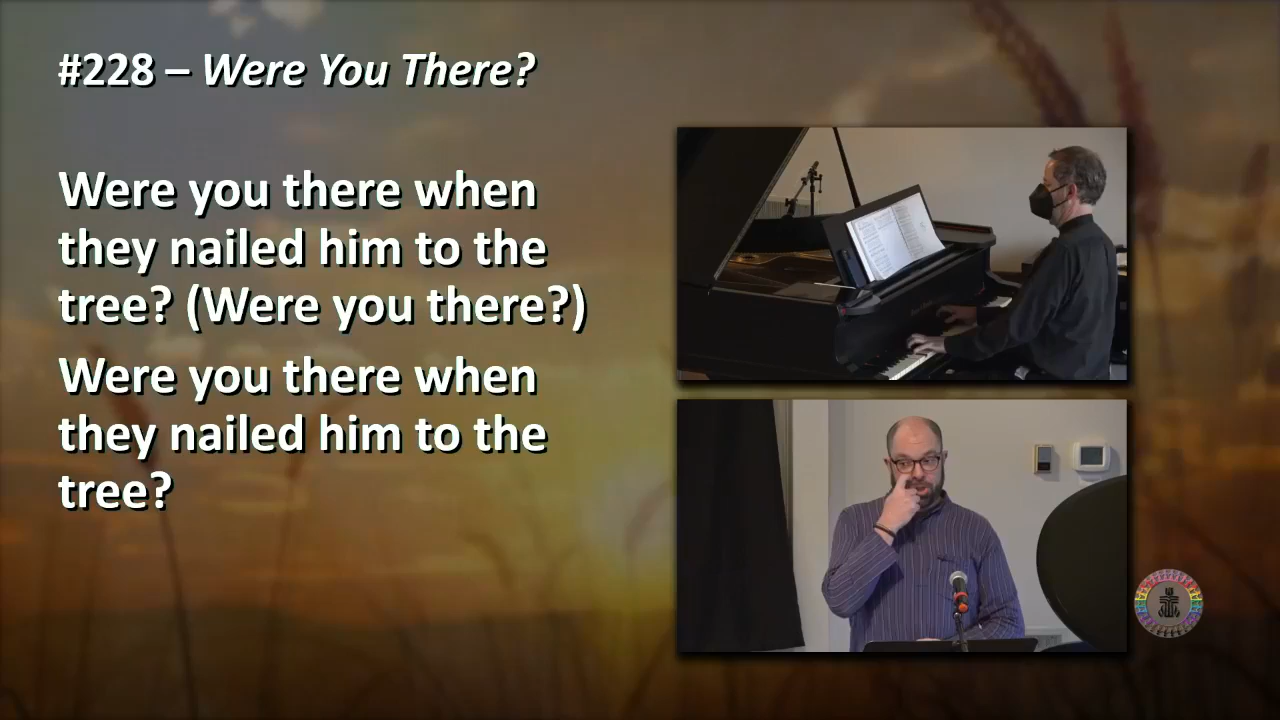 #228 – Were You There?
Were you there when
they nailed him to the
tree? (Were you there?)
Were you there when
they nailed him to the
tree?